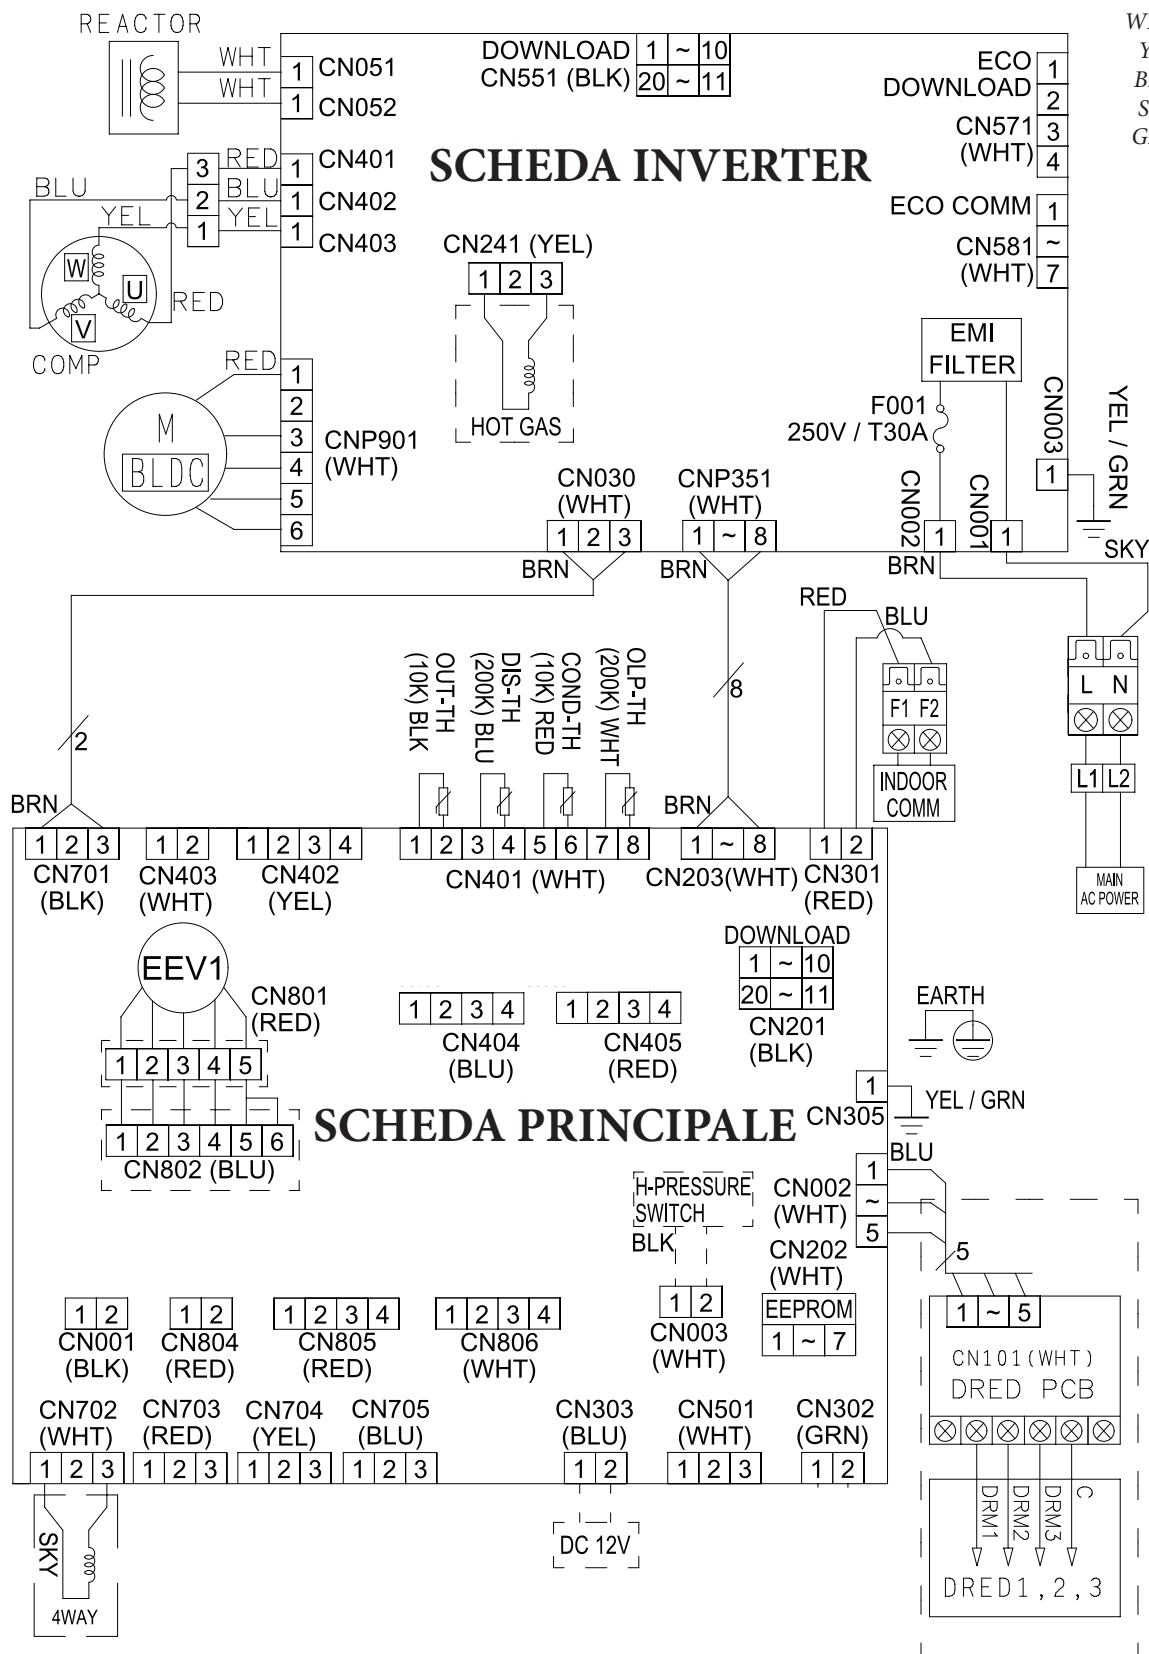 REACTOR
WHT
WHT
1 CN051
1 CN052
DOWNLOAD 1 ~ 10
CN551 (BLK) 20 ~ 11
ECO
DOWNLOAD
CN571
(WHT)
1
2
3
4
SCHEDA INVERTER
3 RED 1 CN401
BLU 2 BLU 1 CN402
YEL 1 YEL 1 CN403
W
U
V
RED
COMP
ECO COMM 1
CN581 ~
(WHT) 7
CN241 (YEL)
1 2 3
HOT GAS
EMI
FILTER
F001
250V / T30A
CN003
1
YEL / GRN
RED
M
BLDC
1
2
3
4
5
6
CNP901
(WHT)
CN030
(WHT)
1 2 3
BRN
CNP351
(WHT)
1 ~ 8
BRN
CN002
1
BRN
CN001
1
SKY
RED
BLU
F1 F2
INDOOR
COMM
L N
L1 L2
MAIN
AC POWER
OUT-TH
(10K) BLK
DIS-TH
(200K) BLU
COND-TH
(10K) RED
OLP-TH
(200K) WHT
8
2
BRN
BRN
1 2 3
CN701
(BLK)
1 2
CN403
(WHT)
1 2 3 4
CN402
(YEL)
1 2 3 4 5 6 7 8
CN401 (WHT)
1 ~ 8
CN203(WHT)
1 2
CN301
(RED)
EEV1
CN801
(RED)
1 2 3 4 5
1 2 3 4 5 6
CN802 (BLU)
1 2 3 4
CN404
(BLU)
1 2 3 4
CN405
(RED)
DOWNLOAD
1 ~ 10
20 ~ 11
CN201
(BLK)
EARTH
1
CN305
YEL / GRN
SCHEDA PRINCIPALE
H-PRESSURE
SWITCH
BLK
1 2
CN003
(WHT)
CN002
(WHT)
1
~
5
BLU
5
CN202
(WHT)
EEPROM
1 ~ 7
1 2
CN001
(BLK)
1 2
CN804
(RED)
1 2 3 4
CN805
(RED)
1 2 3 4
CN806
(WHT)
1 ~ 5
CN101(WHT)
DRED PCB
DRM1
DRM2
DRM3
C
DRED1,2,3
CN702
(WHT)
1 2 3
CN703
(RED)
1 2 3
CN704
(YEL)
1 2 3
CN705
(BLU)
1 2 3
CN303
(BLU)
1 2
CN501
(WHT)
1 2 3
CN302
(GRN)
1 2
SKY
4WAY
DC 12V